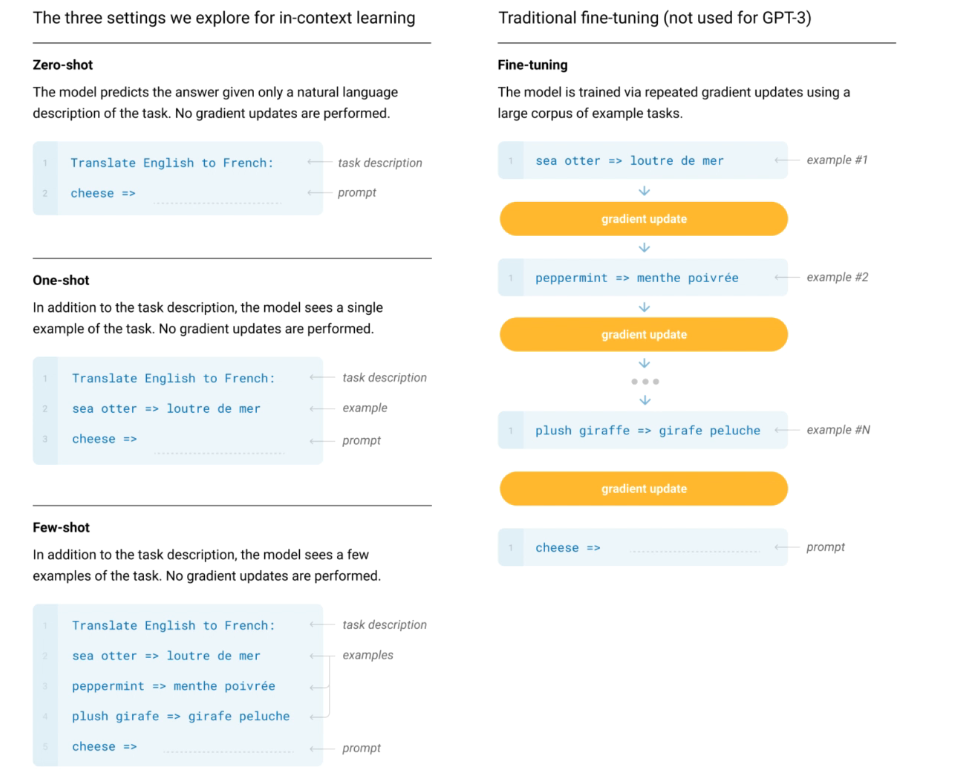 The three settings we explore for in-context learning
Zero-shot
The model predicts the answer given only a natural language
description of the task. No gradient updates are performed.
1 Translate English to French: task description
2 cheese => prompt
One-shot
In addition to the task description, the model sees a single
example of the task. No gradient updates are performed.
1 Translate English to French: task description
2 sea otter => loutre de mer example
3 cheese => prompt
Few-shot
In addition to the task description, the model sees a few
examples of the task. No gradient updates are performed.
1 Translate English to French: task description
2 sea otter => loutre de mer examples
3 peppermint => menthe poivrée
4 plush girafe => girafe peluche
5 cheese => prompt
Traditional fine-tuning (not used for GPT-3)
Fine-tuning
The model is trained via repeated gradient updates using a
large corpus of example tasks.
1 sea otter => loutre de mer example #1
gradient update
1 peppermint => menthe poivrée example #2
gradient update
1 plush giraffe => girafe peluche example #N
gradient update
1 cheese => prompt